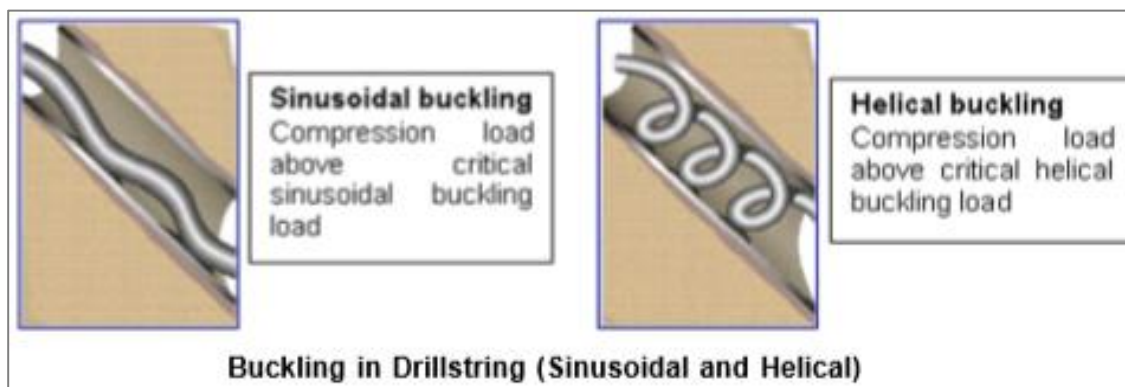 Sinusoidal buckling
Compression load
above critical
sinusoidal buckling
load
Helical buckling
Compression load
above critical helical
buckling load
Buckling in Drillstring (Sinusoidal and Helical)